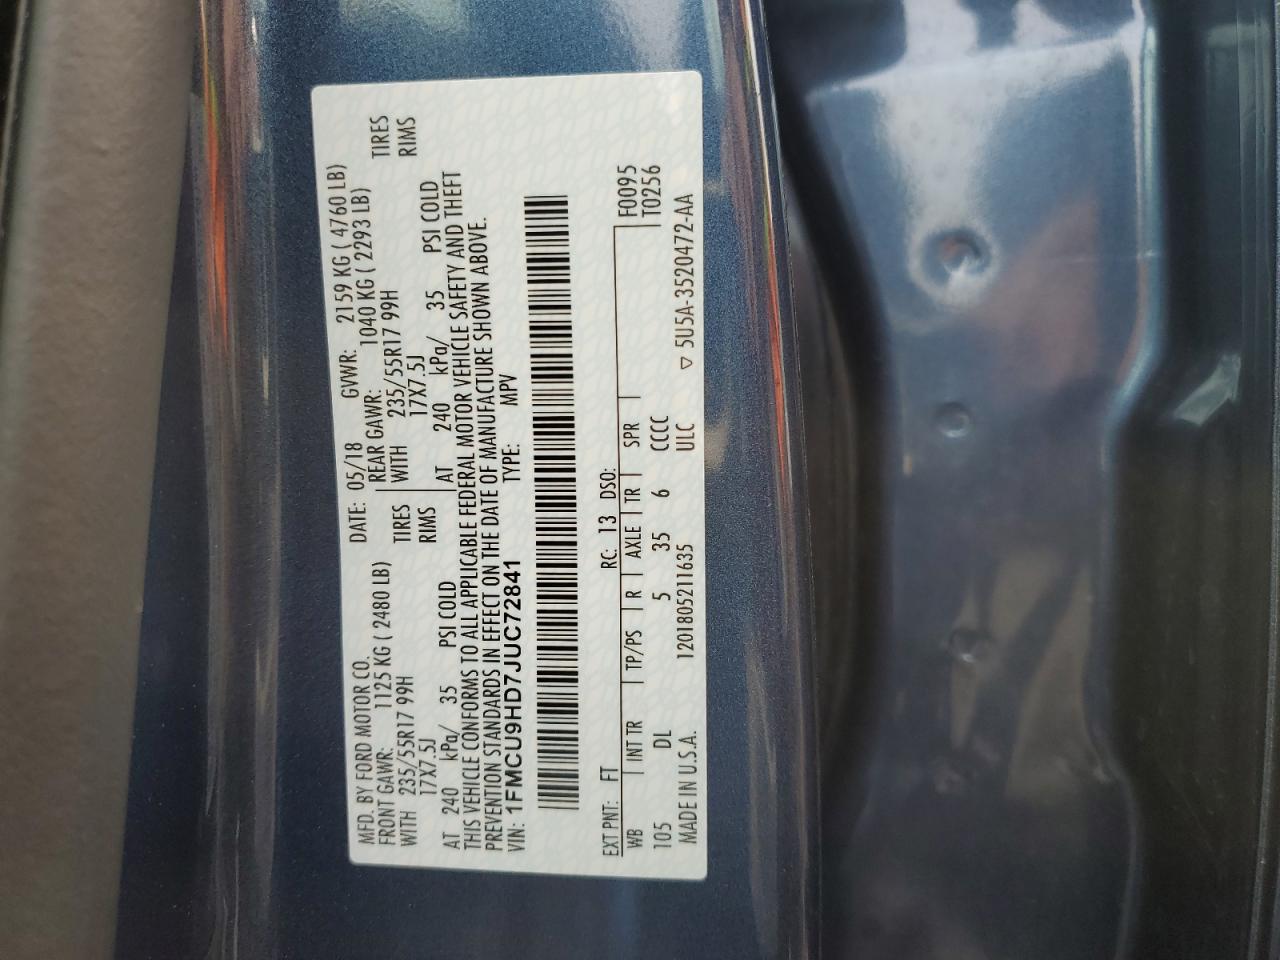 MFD. BY FORD MOTOR CO. DATE: 05/18 GVWR: 2159 KG ( 4760 LB)
FRONT GAWR: 1125 KG ( 2480 LB) REAR GAWR: 1040 KG ( 2293 LB)
WITH 235/55R17 99H TIRES WITH 235/55R17 99H TIRES
17X7.5J RIMS 17X7.5J RIMS
AT 240 kPa/ 35 PSI COLD AT 240 kPa/ 35 PSI COLD
THIS VEHICLE CONFORMS TO ALL APPLICABLE FEDERAL MOTOR VEHICLE SAFETY AND THEFT
PREVENTION STANDARDS IN EFFECT ON THE DATE OF MANUFACTURE SHOWN ABOVE.
VIN: 1FMCU9HD7JUC72841 TYPE: MPV
EXT PNT: FT RC: 13 DSO: F0095
WB INT TR TP/PS R AXLE TR SPR T0256
105 DL 5 35 6 CCCC
MADE IN U.S.A. 1201805211635 ULC ▽ 5U5A-3520472-AA